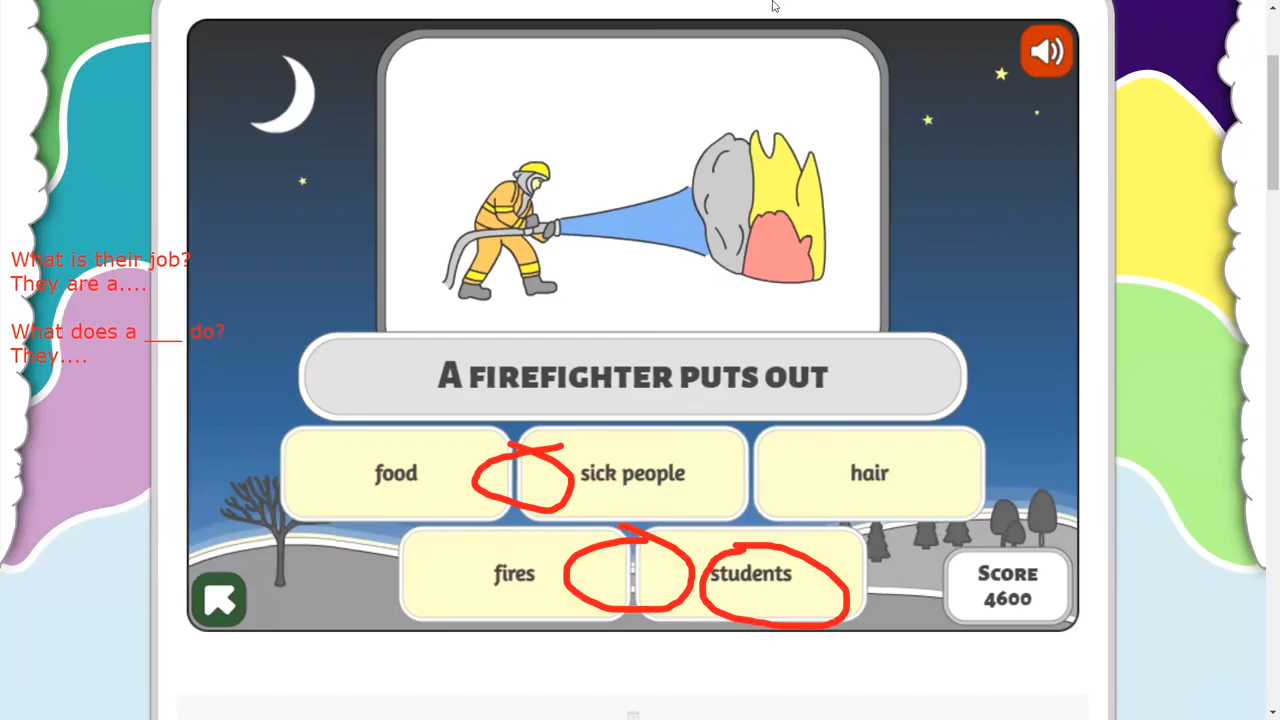 What is their job?
They are a....
What does a ____ do?
They....
A FIREFIGHTER PUTS OUT
food
sick people
hair
fires
students
SCORE
4600